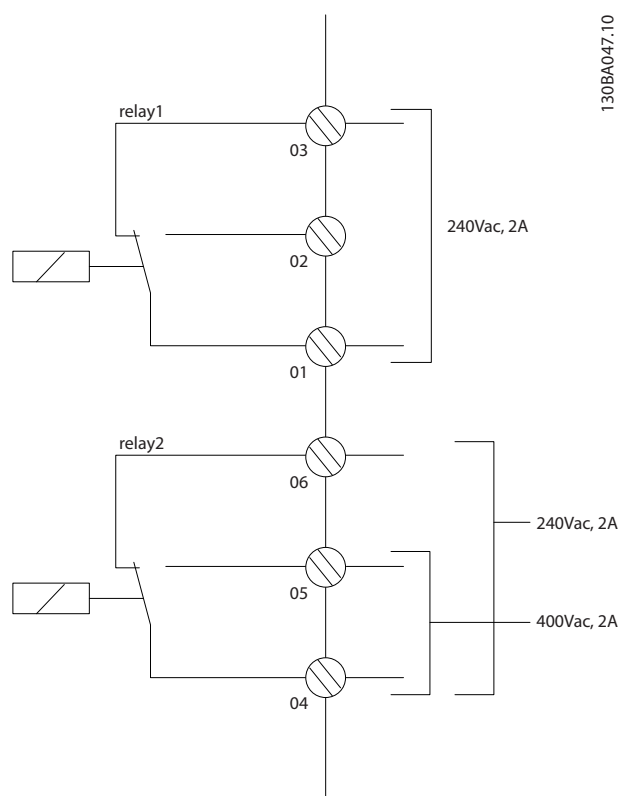 130BA047.10
relay1
03
240Vac, 2A
02
01
relay2
06
240Vac, 2A
05
400Vac, 2A
04